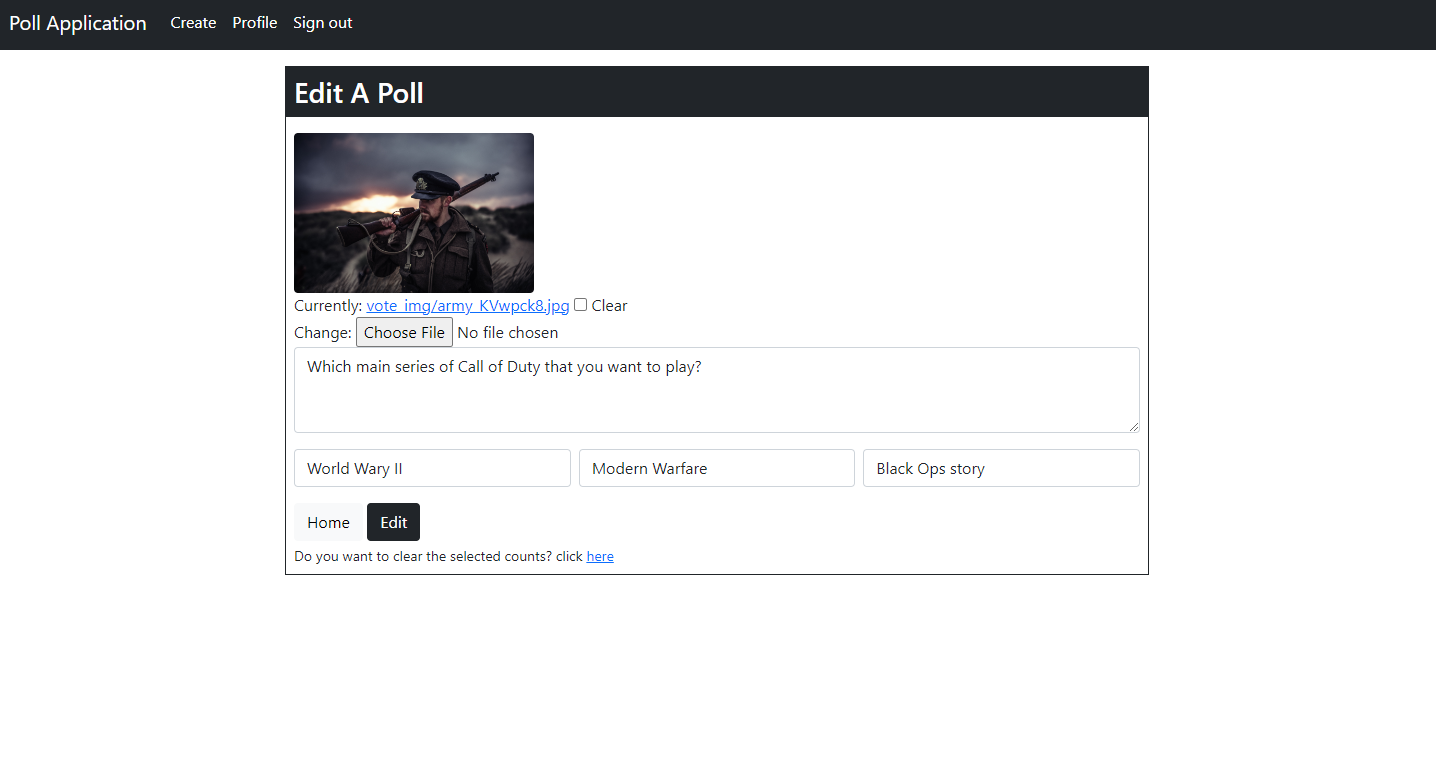 Poll Application Create Profile Sign out
Edit A Poll
Currently: vote_img/army_KVwpck8.jpg Clear
Change: Choose File No file chosen
Which main series of Call of Duty that you want to play?
World Wary II Modern Warfare Black Ops story
Home Edit
Do you want to clear the selected counts? click here